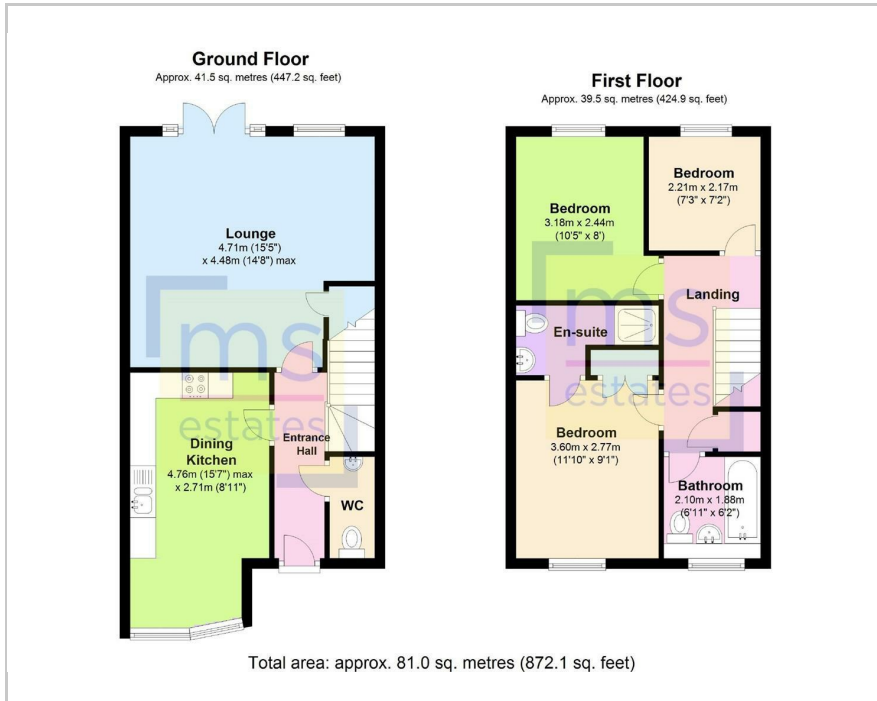 Ground Floor
Approx. 41.5 sq. metres (447.2 sq. feet)
Lounge
4.71m (15'5")
x 4.48m (14'8") max
Dining
Kitchen
4.76m (15'7") max
x 2.71m (8'11")
Entrance
Hall
WC
First Floor
Approx. 39.5 sq. metres (424.9 sq. feet)
Bedroom
2.21m x 2.17m
(7'3" x 7'2")
Bedroom
3.18m x 2.44m
(10'5" x 8')
Landing
En-suite
Bedroom
3.60m x 2.77m
(11'10" x 9'1")
Bathroom
2.10m x 1.88m
(6'11" x 6'2")
ms
estates
ms
estates
Total area: approx. 81.0 sq. metres (872.1 sq. feet)